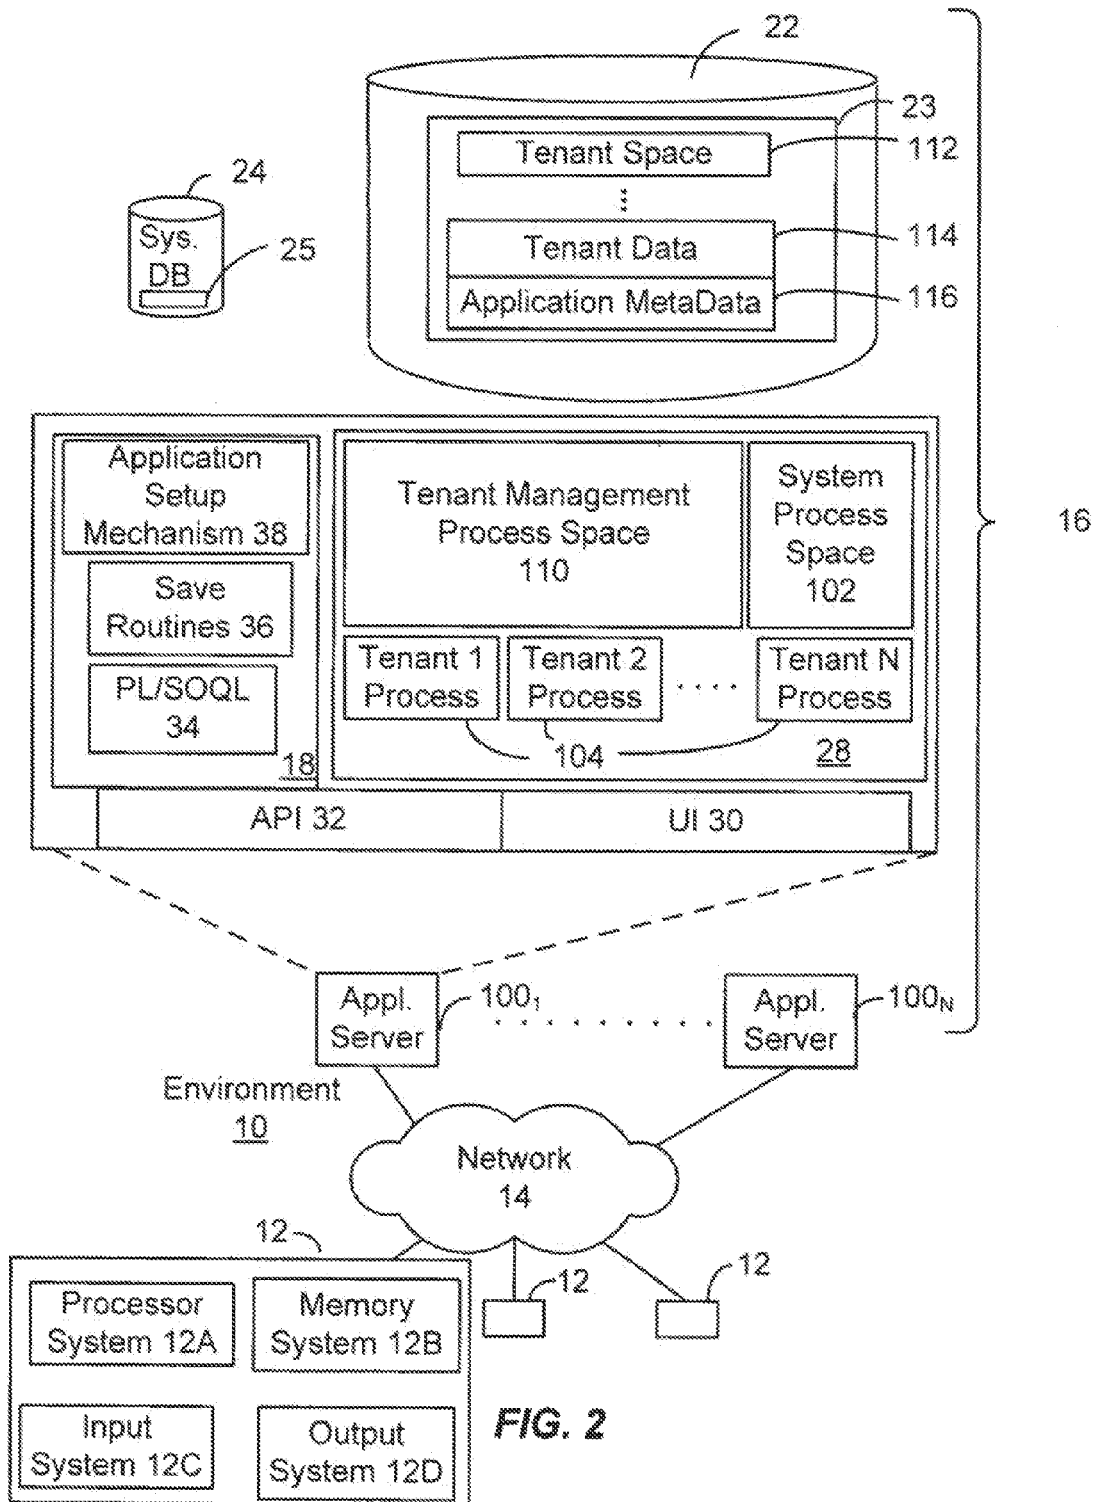 22
23
Tenant Space
112
24
Sys.
DB
25
Tenant Data
114
Application MetaData
116
16
Application
Setup
Mechanism 38
Save
Routines 36
PL/SOQL
34
18
Tenant Management
Process Space
110
System
Process
Space
102
Tenant 1
Process
Tenant 2
Process
Tenant N
Process
104
28
API 32
UI 30
Appl.
Server
100₁
Appl.
Server
100N
Environment
10
Network
14
12
12
12
Processor
System 12A
Memory
System 12B
Input
System 12C
Output
System 12D
FIG. 2